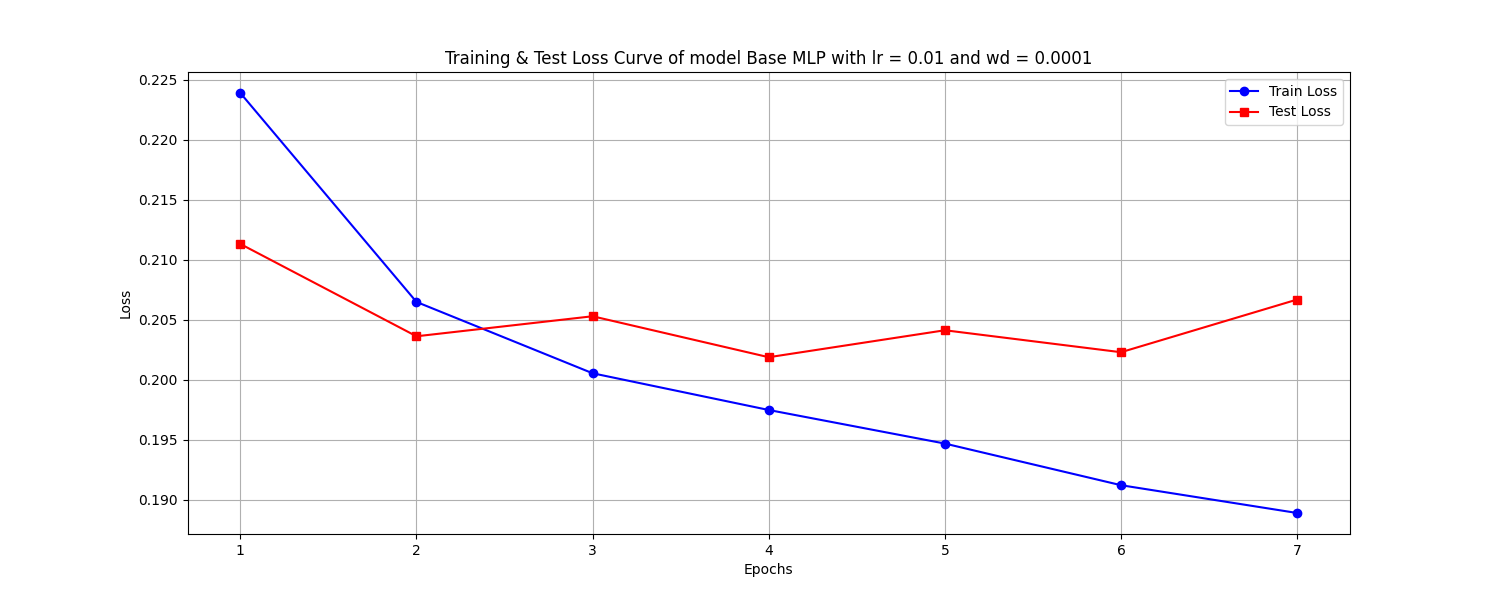 Training & Test Loss Curve of model Base MLP with lr = 0.01 and wd = 0.0001
0.225
0.220
0.215
0.210
0.205
0.200
0.195
0.190
Loss
Train Loss
Test Loss
1 2 3 4 5 6 7
Epochs